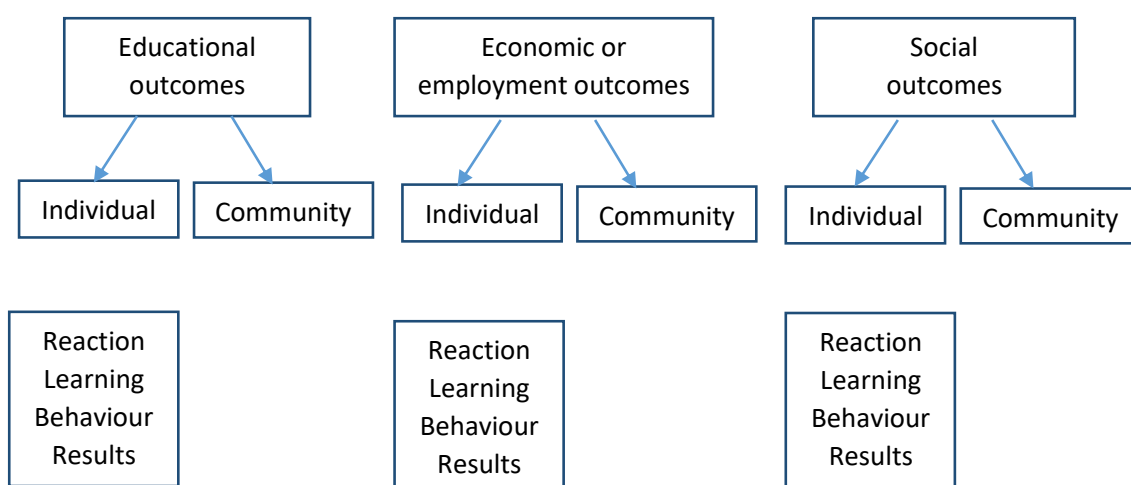 Educational
outcomes
Economic or
employment outcomes
Social
outcomes
Individual
Community
Individual
Community
Individual
Community
Reaction
Learning
Behaviour
Results
Reaction
Learning
Behaviour
Results
Reaction
Learning
Behaviour
Results